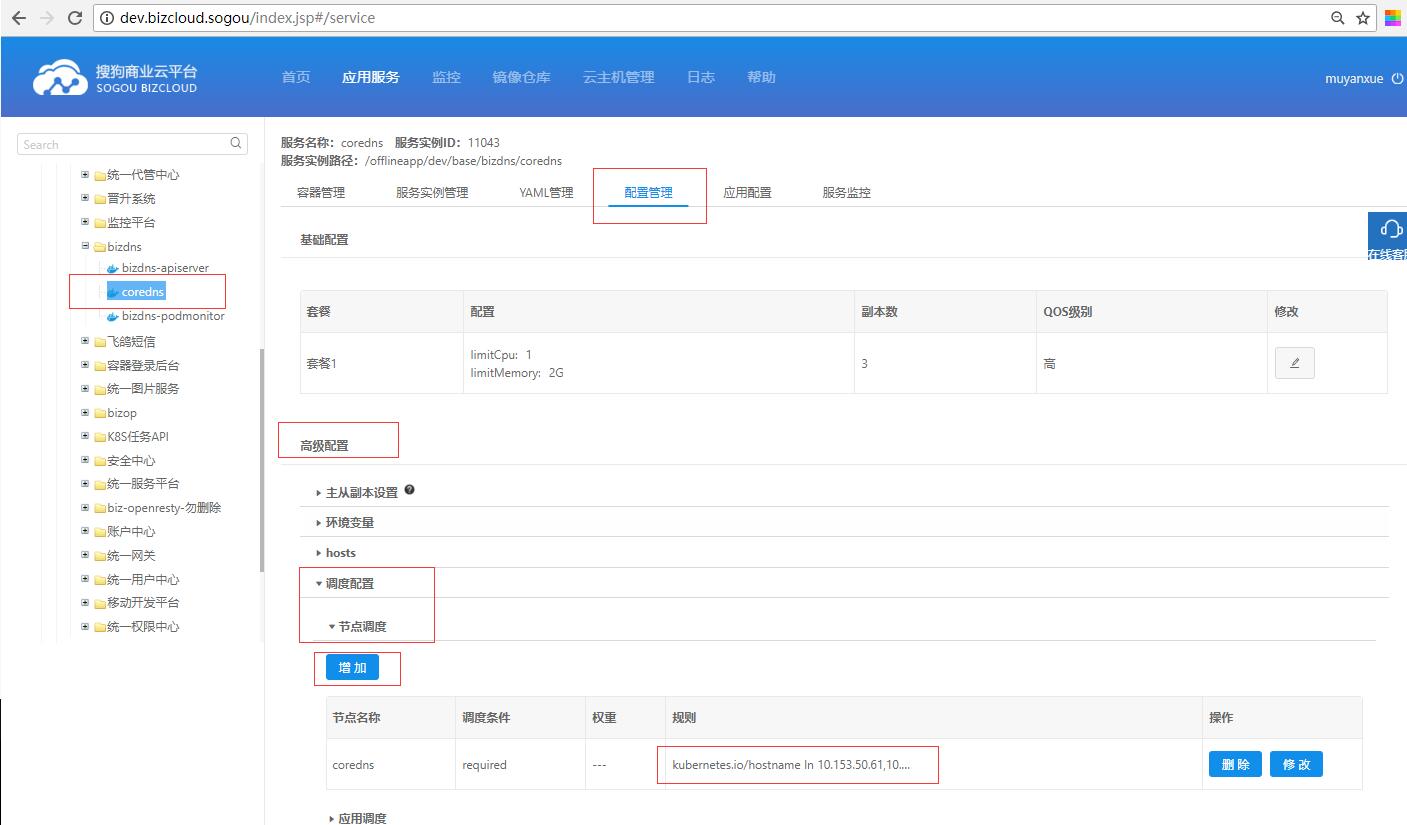 dev.bizcloud.sogou/index.jsp#/service
搜狗商业云平台
SOGOU BIZCLOUD
首页 应用服务 监控 镜像仓库 云主机管理 日志 帮助
muyanxue
Search
统一代管中心
晋升系统
监控平台
bizdns
bizdns-apiserver
coredns
bizdns-podmonitor
飞鸽短信
容器登录后台
统一图片服务
bizop
K8S任务API
安全中心
统一服务平台
biz-openresty-勿删除
账户中心
统一网关
统一用户中心
移动开发平台
统一权限中心
服务名称: coredns 服务实例ID: 11043
服务实例路径: /offlineapp/dev/base/bizdns/coredns
容器管理 服务实例管理 YAML管理 配置管理 应用配置 服务监控
在线客服
基础配置
套餐 配置 副本数 QOS级别 修改
套餐1 limitCpu: 1 3 高
limitMemory: 2G
高级配置
主从副本设置
环境变量
hosts
调度配置
节点调度
增 加
节点名称 调度条件 权重 规则 操作
coredns required --- kubernetes.io/hostname In 10.153.50.61,10.... 删 除 修 改
应用调度